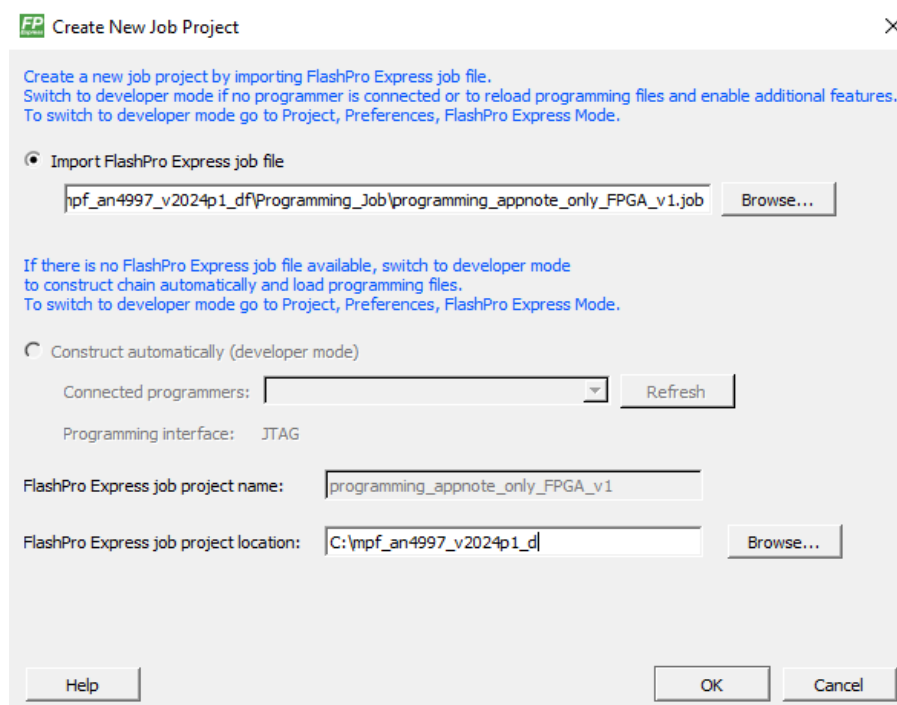 FP
Express
Create New Job Project
Create a new job project by importing FlashPro Express job file.
Switch to developer mode if no programmer is connected or to reload programming files and enable additional features.
To switch to developer mode go to Project, Preferences, FlashPro Express Mode.
Import FlashPro Express job file
npf_an4997_v2024p1_df\Programming_Job\programming_appnote_only_FPGA_v1.job Browse...
If there is no FlashPro Express job file available, switch to developer mode
to construct chain automatically and load programming files.
To switch to developer mode go to Project, Preferences, FlashPro Express Mode.
Construct automatically (developer mode)
Connected programmers: Refresh
Programming interface: JTAG
FlashPro Express job project name: programming_appnote_only_FPGA_v1
FlashPro Express job project location: C:\mpf_an4997_v2024p1_d Browse...
Help OK Cancel